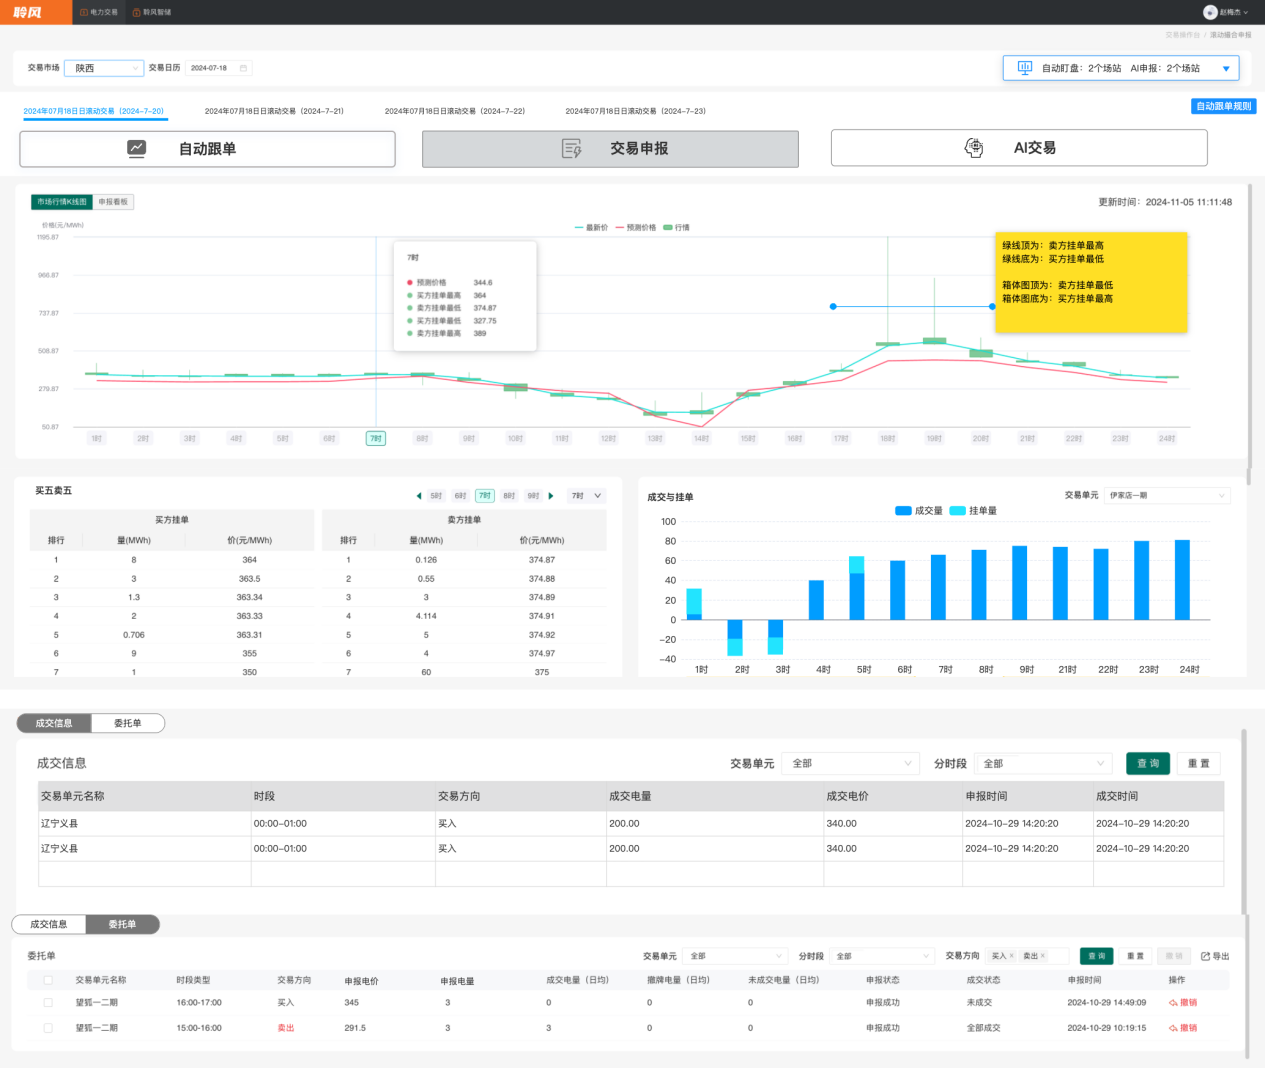 聆风 电力交易 聆风智储 赵梅杰
交易操作台 / 滚动撮合申报
交易市场 陕西 交易日历 2024-07-18 自动盯盘：2个场站 AI申报：2个场站
2024年07月18日日滚动交易（2024-7-20） 2024年07月18日日滚动交易（2024-7-21） 2024年07月18日日滚动交易（2024-7-22） 2024年07月18日日滚动交易（2024-7-23） 自动跟单规则
自动跟单 交易申报 AI交易
市场行情K线图 申报看板 更新时间：2024-11-05 11:11:48
价格(元/MWh) 最新价 预测价格 行情
1195.87
966.87
737.87
508.87
279.87
50.87
7时
预测价格 344.6
买方挂单最高 364
卖方挂单最低 374.87
买方挂单最低 327.75
卖方挂单最高 389
绿线顶为：卖方挂单最高
绿线底为：买方挂单最低
箱体图顶为：卖方挂单最低
箱体图底为：买方挂单最高
1时 2时 3时 4时 5时 6时 7时 8时 9时 10时 11时 12时 13时 14时 15时 16时 17时 18时 19时 20时 21时 22时 23时 24时
买五卖五 5时 6时 7时 8时 9时 7时
买方挂单 卖方挂单
排行 量(MWh) 价(元/MWh) 排行 量(MWh) 价(元/MWh)
1 8 364 1 0.126 374.87
2 3 363.5 2 0.55 374.88
3 1.3 363.34 3 3 374.89
4 2 363.33 4 4.114 374.91
5 0.706 363.31 5 5 374.92
6 9 355 6 4 374.97
7 1 350 7 60 375
成交与挂单 交易单元 伊家店一期
成交量 挂单量
100
80
60
40
20
0
-20
-40
1时 2时 3时 4时 5时 6时 7时 8时 9时 21时 22时 23时 24时
成交信息 委托单
成交信息 交易单元 全部 分时段 全部 查 询 重 置
交易单元名称 时段 交易方向 成交电量 成交电价 申报时间 成交时间
辽宁义县 00:00-01:00 买入 200.00 340.00 2024-10-29 14:20:20 2024-10-29 14:20:20
辽宁义县 00:00-01:00 买入 200.00 340.00 2024-10-29 14:20:20 2024-10-29 14:20:20
成交信息 委托单
委托单 交易单元 全部 分时段 全部 交易方向 买入 × 卖出 × 查 询 重 置 撤 销 导出
交易单元名称 时段类型 交易方向 申报电价 申报电量 成交电量（日均） 撤牌电量（日均） 未成交电量（日均） 申报状态 成交状态 申报时间 操作
望狐一二期 16:00-17:00 买入 345 3 0 0 0 申报成功 未成交 2024-10-29 14:49:09 撤销
望狐一二期 15:00-16:00 卖出 291.5 3 3 0 0 申报成功 全部成交 2024-10-29 10:19:15 撤销